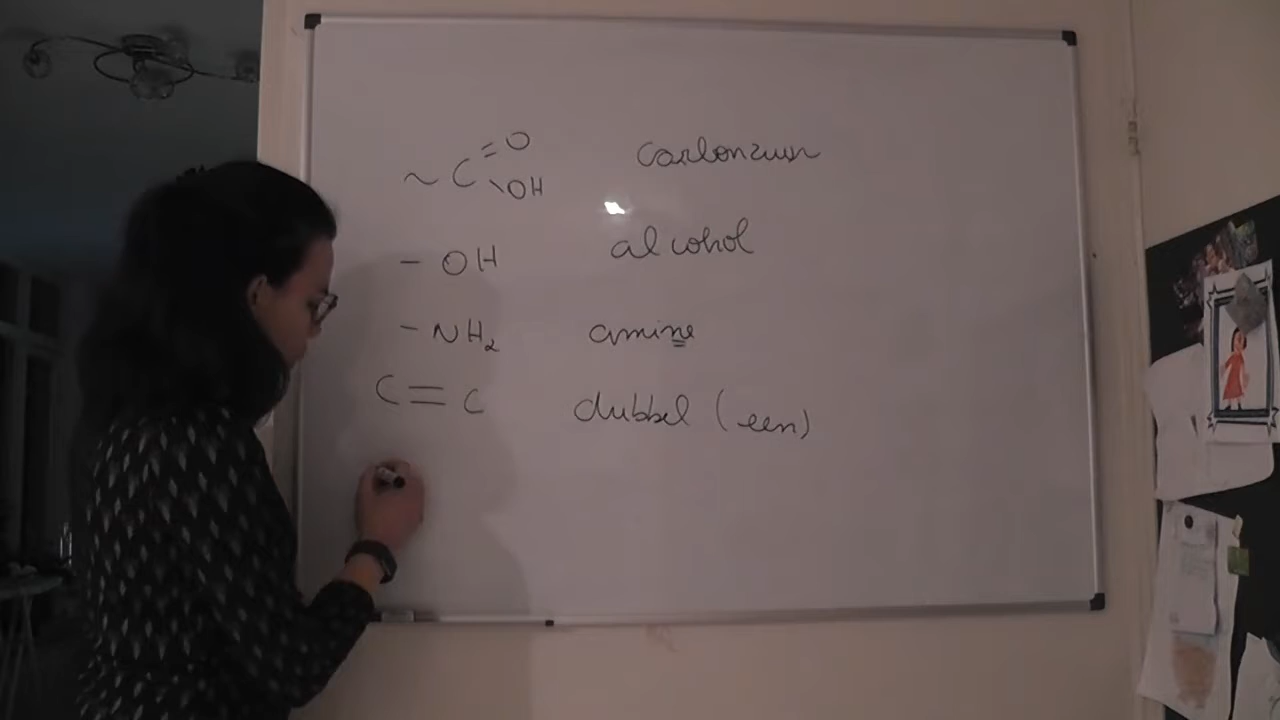 ~ C = O \ OH carbonzuur
- OH alcohol
- NH₂ amine
C = C dubbel (een)